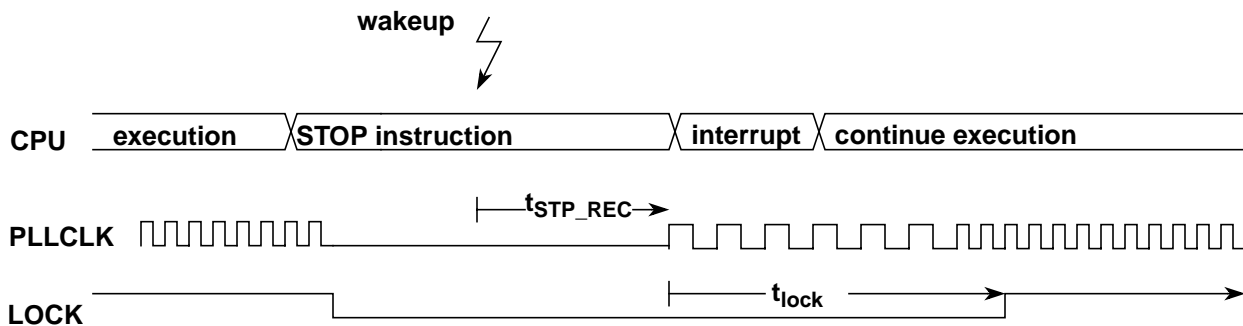 wakeup
CPU execution STOP instruction interrupt continue execution
tSTP_REC
PLLCLK
tlock
LOCK